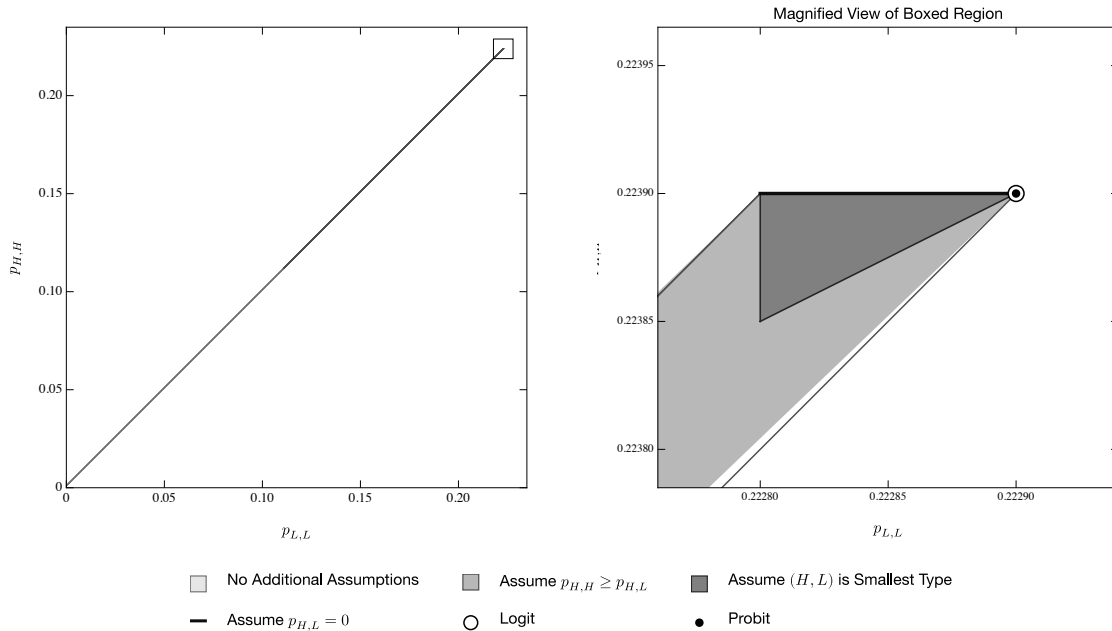 Magnified View of Boxed Region
0.20
0.15
0.10
0.05
0
0 0.05 0.10 0.15 0.20
p_{H,H}
p_{L,L}
0.22395
0.22390
0.22385
0.22380
0.22280 0.22285 0.22290
p_{L,L}
No Additional Assumptions
Assume p_{H,H} ≥ p_{H,L}
Assume (H, L) is Smallest Type
Assume p_{H,L} = 0
Logit
Probit